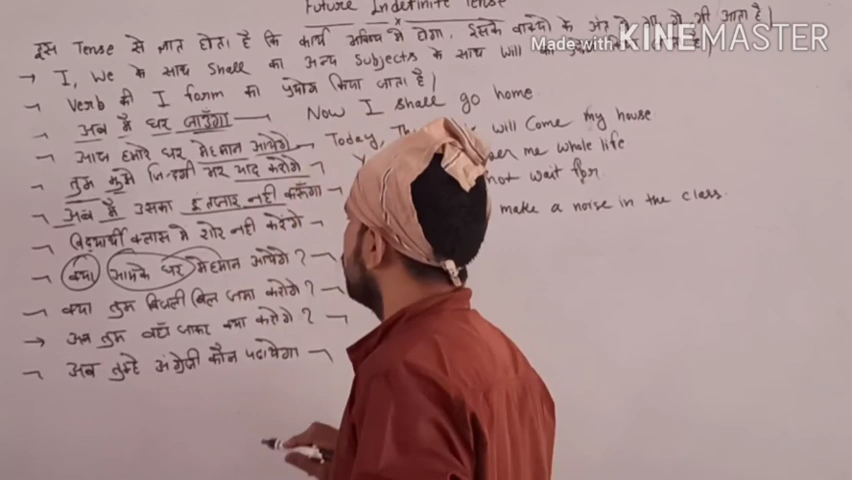 Future Indefinite Tense
इस Tense से ज्ञात होता है कि कार्य भविष्य में होगा, इसके वाक्यों के अंत में गा, गे, गी आता है|
→ I, We के साथ Shall का अन्य Subjects के साथ will का
→ Verb की I form का प्रयोग किया जाता है|
→ अब मैं घर जाऊँगा — Now I shall go home.
→ आज हमारे घर मेहमान आयेंगे — Today, will Come my house
→ तुम मुझे जिन्दगी भर याद करोगे — me whole life
→ अब मैं उसका इन्तजार नहीं करूँगा — not wait for.
→ विद्यार्थी क्लास में शोर नहीं करेंगे — make a noise in the class.
→ क्या आपके घर मेहमान आयेंगे ? —
→ क्या तुम बिजली बिल जमा करोगे ? —
→ अब तुम वहाँ जाकर क्या करोगे ? —
→ अब तुम्हे अंग्रेजी कौन पढायेगा —
Made with KINEMASTER